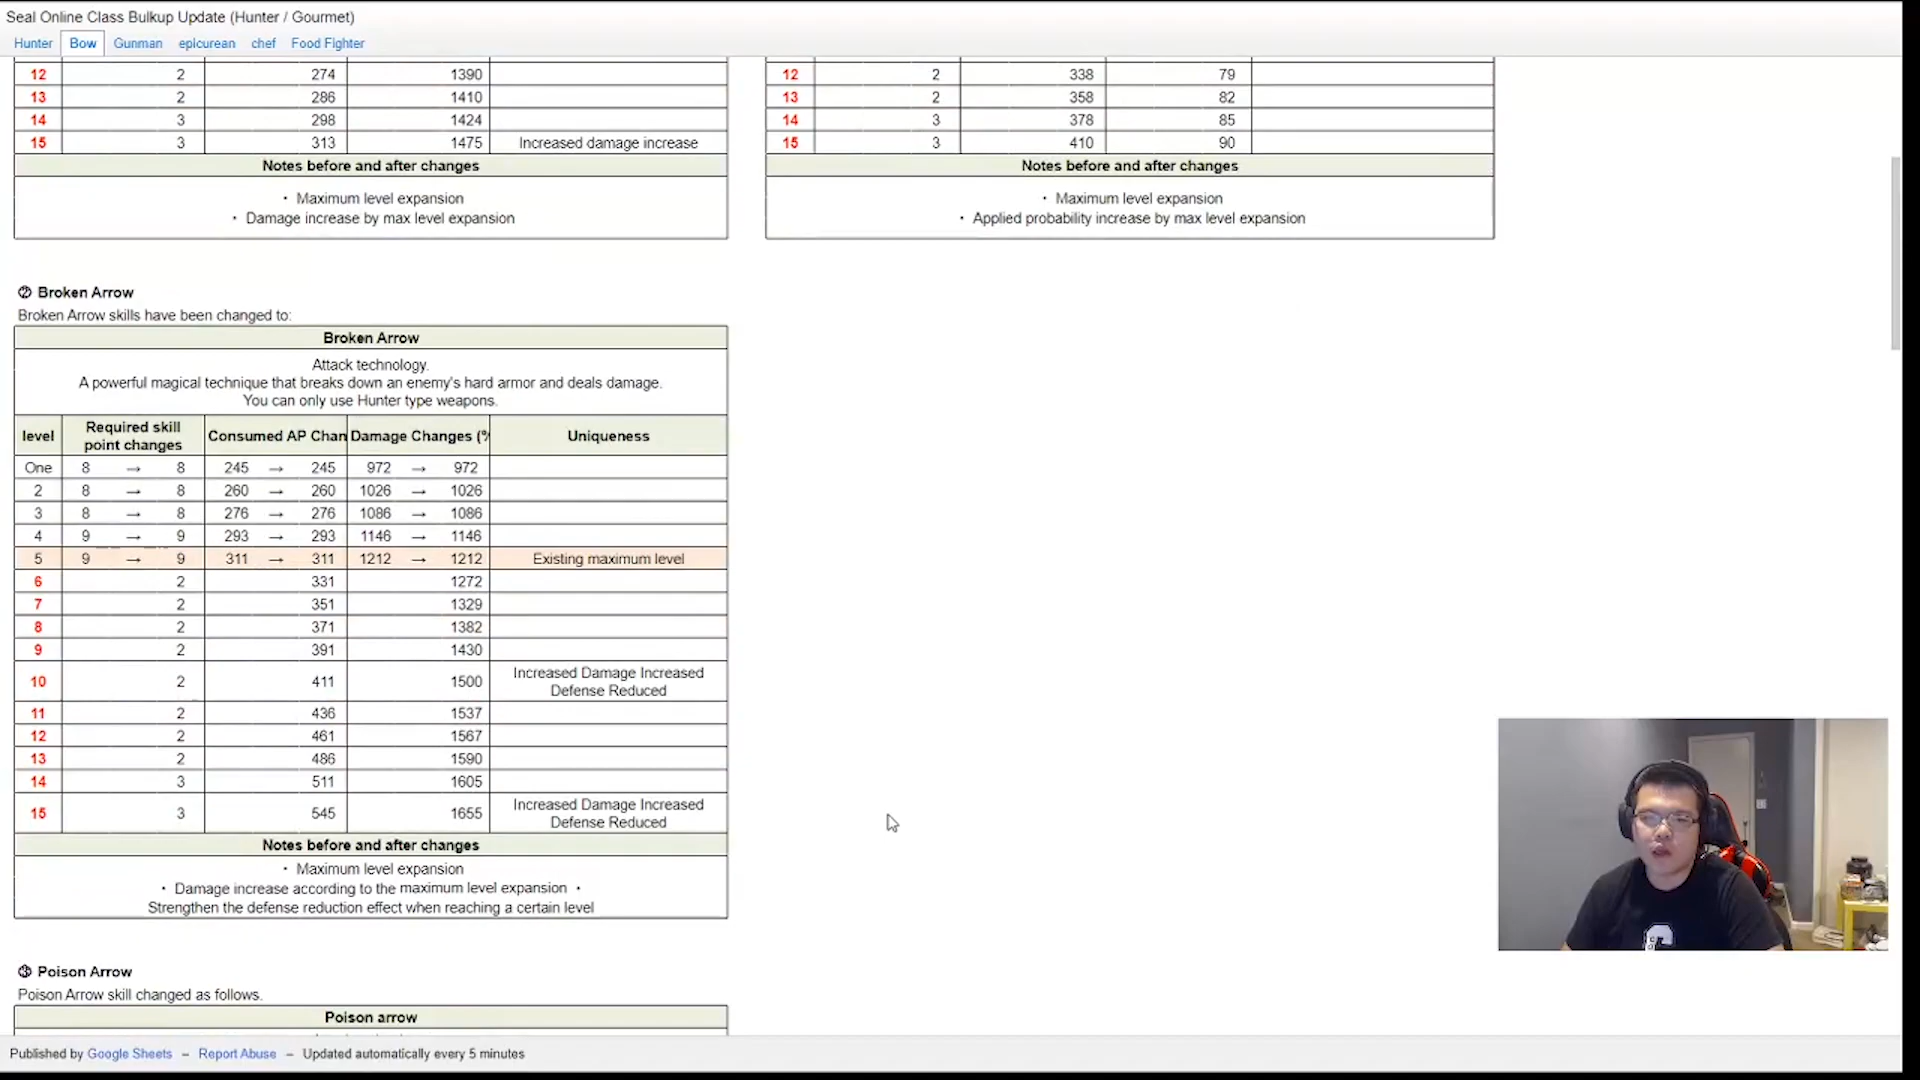 Seal Online Class Bulkup Update (Hunter / Gourmet)
Hunter Bow Gunman epicurean chef Food Fighter
12 2 274 1390
13 2 286 1410
14 3 298 1424
15 3 313 1475 Increased damage increase
Notes before and after changes
· Maximum level expansion
· Damage increase by max level expansion
12 2 338 79
13 2 358 82
14 3 378 85
15 3 410 90
Notes before and after changes
· Maximum level expansion
· Applied probability increase by max level expansion
② Broken Arrow
Broken Arrow skills have been changed to:
Broken Arrow
Attack technology.
A powerful magical technique that breaks down an enemy's hard armor and deals damage.
You can only use Hunter type weapons.
level Required skill point changes Consumed AP Chan Damage Changes (% Uniqueness
One 8 → 8 245 → 245 972 → 972
2 8 → 8 260 → 260 1026 → 1026
3 8 → 8 276 → 276 1086 → 1086
4 9 → 9 293 → 293 1146 → 1146
5 9 → 9 311 → 311 1212 → 1212 Existing maximum level
6 2 331 1272
7 2 351 1329
8 2 371 1382
9 2 391 1430
10 2 411 1500 Increased Damage Increased Defense Reduced
11 2 436 1537
12 2 461 1567
13 2 486 1590
14 3 511 1605
15 3 545 1655 Increased Damage Increased Defense Reduced
Notes before and after changes
· Maximum level expansion
· Damage increase according to the maximum level expansion ·
Strengthen the defense reduction effect when reaching a certain level
③ Poison Arrow
Poison Arrow skill changed as follows.
Poison arrow
Published by Google Sheets – Report Abuse – Updated automatically every 5 minutes